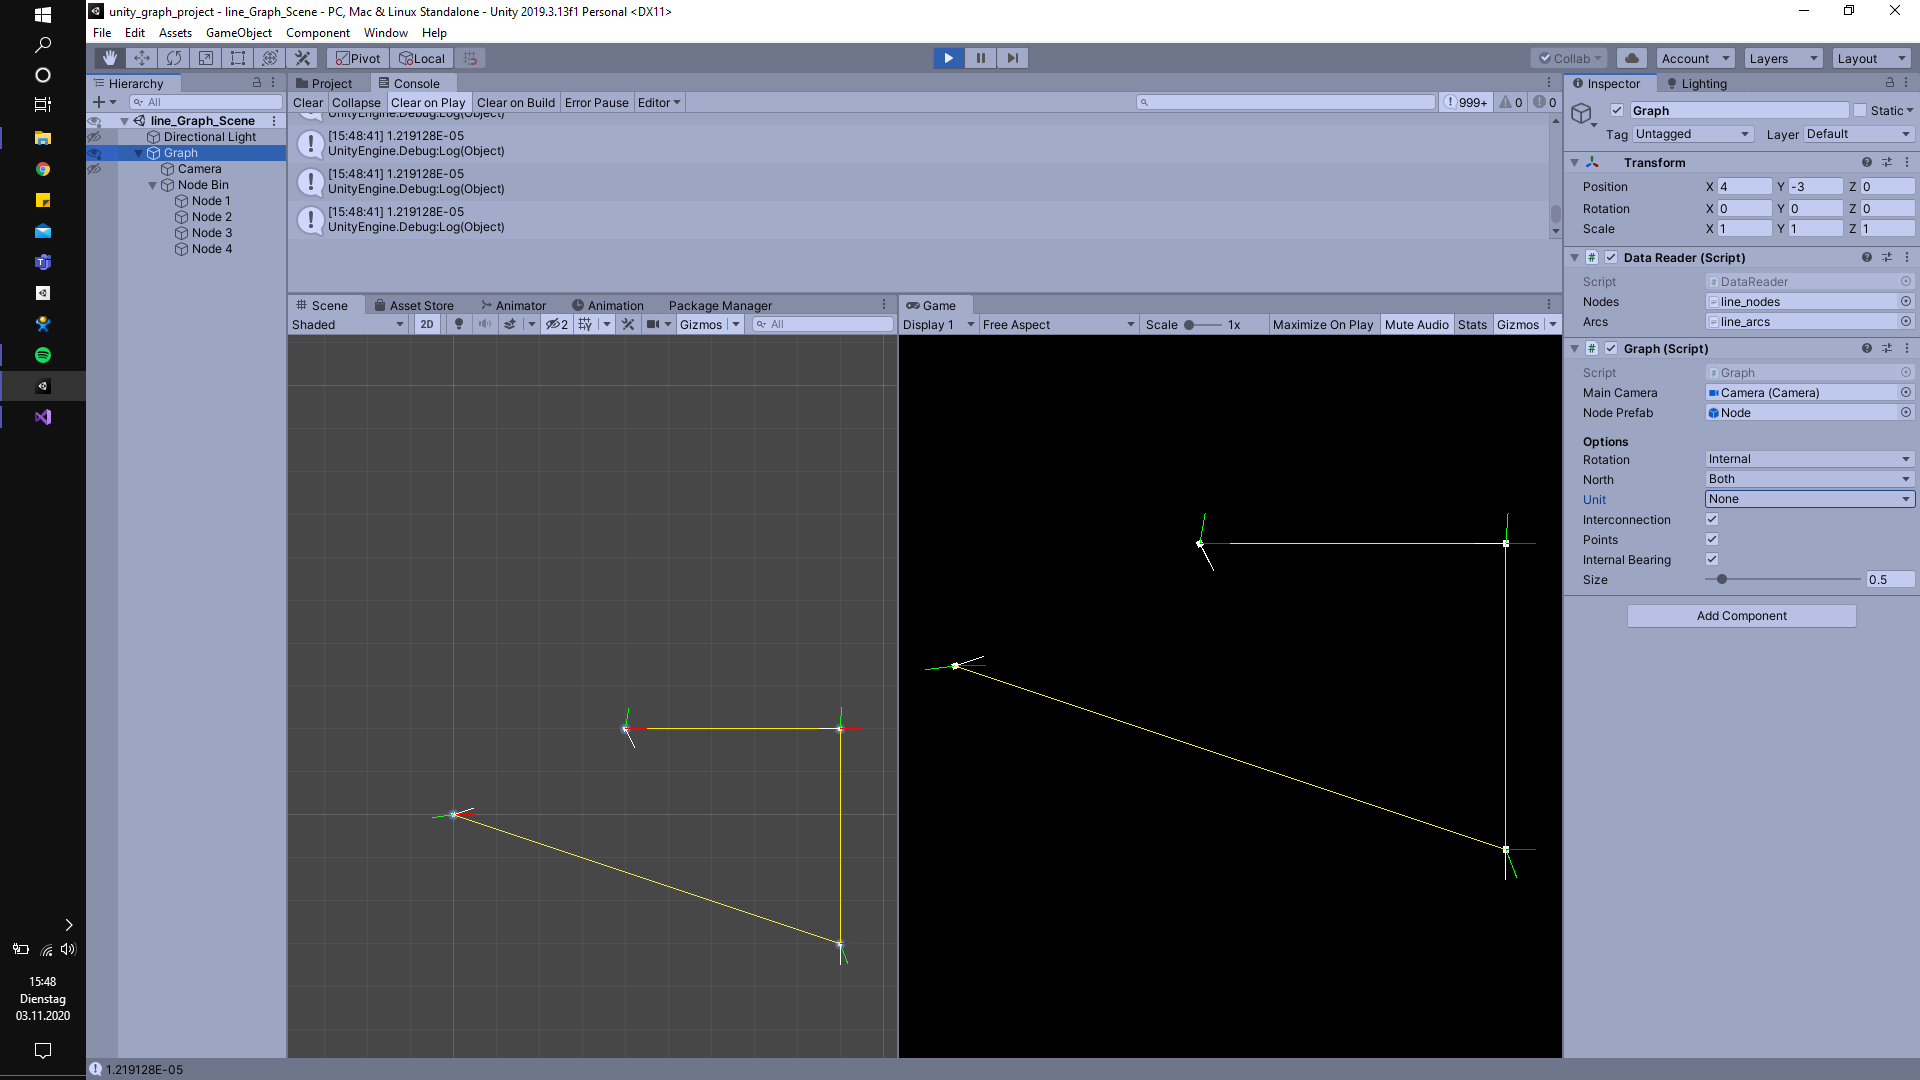 unity_graph_project - line_Graph_Scene - PC, Mac & Linux Standalone - Unity 2019.3.13f1 Personal <DX11>
File Edit Assets GameObject Component Window Help
Pivot Local Collab Account Layers Layout
Hierarchy
All
line_Graph_Scene
Directional Light
Graph
Camera
Node Bin
Node 1
Node 2
Node 3
Node 4
Project Console
Clear Collapse Clear on Play Clear on Build Error Pause Editor 999+ 0 0
UnityEngine.Debug:Log(Object)
[15:48:41] 1.219128E-05
UnityEngine.Debug:Log(Object)
[15:48:41] 1.219128E-05
UnityEngine.Debug:Log(Object)
[15:48:41] 1.219128E-05
UnityEngine.Debug:Log(Object)
Scene Asset Store Animator Animation Package Manager
Shaded 2D 2 Gizmos All
Game
Display 1 Free Aspect Scale 1x Maximize On Play Mute Audio Stats Gizmos
Inspector Lighting
Graph Static
Tag Untagged Layer Default
Transform
Position X 4 Y -3 Z 0
Rotation X 0 Y 0 Z 0
Scale X 1 Y 1 Z 1
# Data Reader (Script)
Script # DataReader
Nodes line_nodes
Arcs line_arcs
# Graph (Script)
Script # Graph
Main Camera Camera (Camera)
Node Prefab Node
Options
Rotation Internal
North Both
Unit None
Interconnection
Points
Internal Bearing
Size 0.5
Add Component
15:48
Dienstag
03.11.2020
1.219128E-05